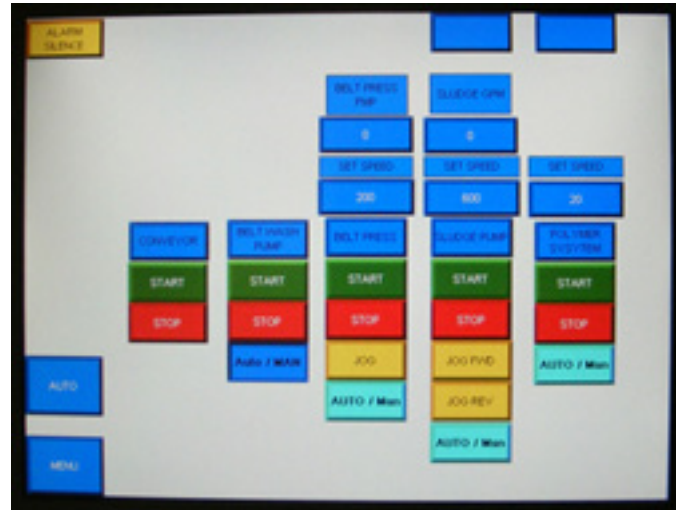 ALARM
SILENCE
BELT PRESS
SLUDGE GPM
0
0
SET SPEED
SET SPEED
SET SPEED
200
600
20
CONVEYOR
BELT WASH
PUMP
BELT PRESS
SLUDGE PUMP
POLYMER
SYSYTEM
START
START
START
START
START
STOP
STOP
STOP
STOP
STOP
Auto / MAN
JOG
JOG FWD
AUTO / Man
AUTO
AUTO / Man
JOG REV
AUTO / Man
MENU